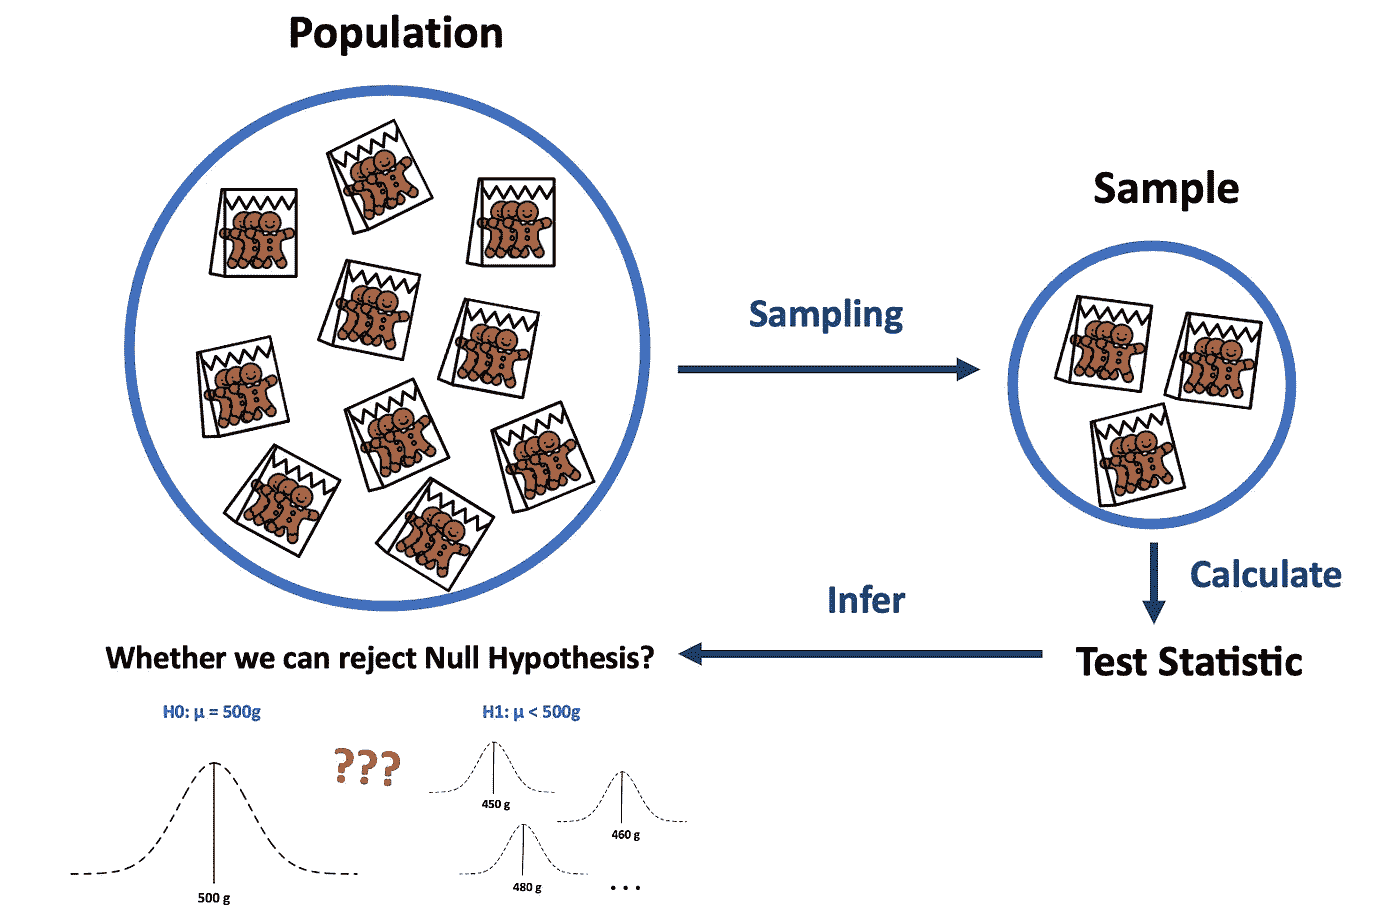 Population
Sample
Sampling
Calculate
Infer
Test Statistic
Whether we can reject Null Hypothesis?
H0: μ = 500g
H1: μ < 500g
???
450 g
460 g
480 g
...
500 g